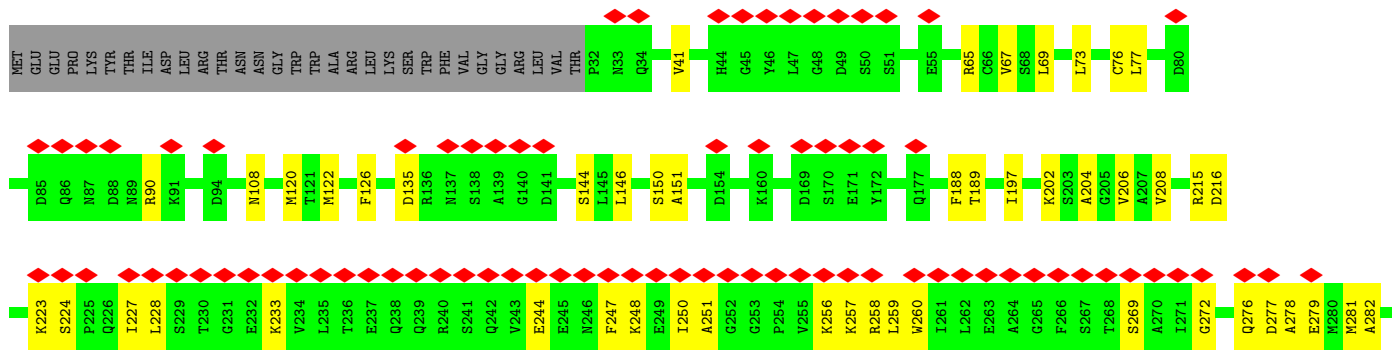 MET GLU GLU PRO LYS TYR THR ILE ASP LEU ARG THR ASN ASN GLY TRP TRP ALA ARG LEU LYS SER TRP PHE VAL GLY GLY ARG LEU VAL THR P32 N33 Q34 V41 H44 G45 Y46 L47 G48 D49 S50 S51 E55 R65 C66 V67 S68 L69 L73 C76 L77 D80
D85 Q86 N87 D88 N89 R90 K91 D94 N108 M120 T121 M122 F126 D135 R136 N137 S138 A139 G140 D141 S144 L145 L146 S150 A151 D154 K160 D169 S170 E171 Y172 Q177 F188 T189 I197 K202 S203 A204 G205 V206 A207 V208 R215 D216
K223 S224 P225 Q226 I227 L228 S229 T230 G231 E232 K233 V234 L235 T236 E237 Q238 Q239 R240 S241 Q242 V243 E244 E245 N246 F247 K248 E249 I250 A251 G252 G253 P254 V255 K256 K257 R258 L259 W260 I261 L262 E263 A264 G265 F266 S267 T268 S269 A270 I271 G272 Q276 D277 A278 E279 M280 M281 A282